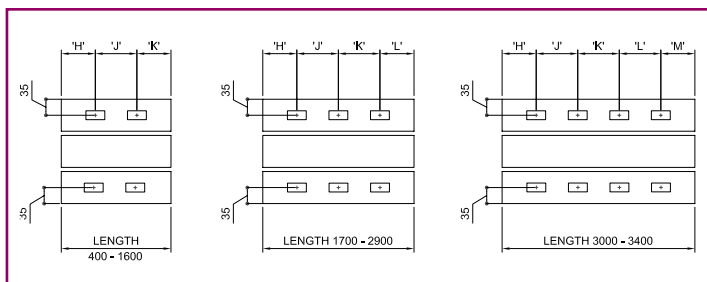 'H' 'J' 'K'
'H' 'J' 'K' 'L'
'H' 'J' 'K' 'L' 'M'
35
35
35
35
35
35
LENGTH
400 - 1600
LENGTH 1700 - 2900
LENGTH 3000 - 3400